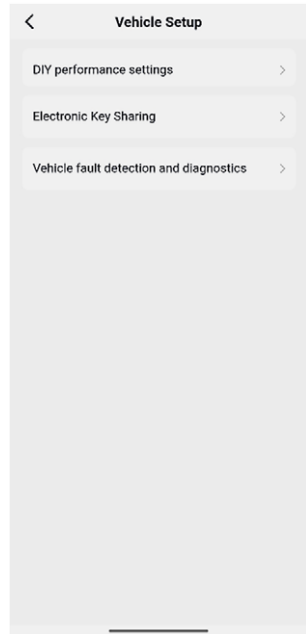 Vehicle Setup
DIY performance settings
Electronic Key Sharing
Vehicle fault detection and diagnostics